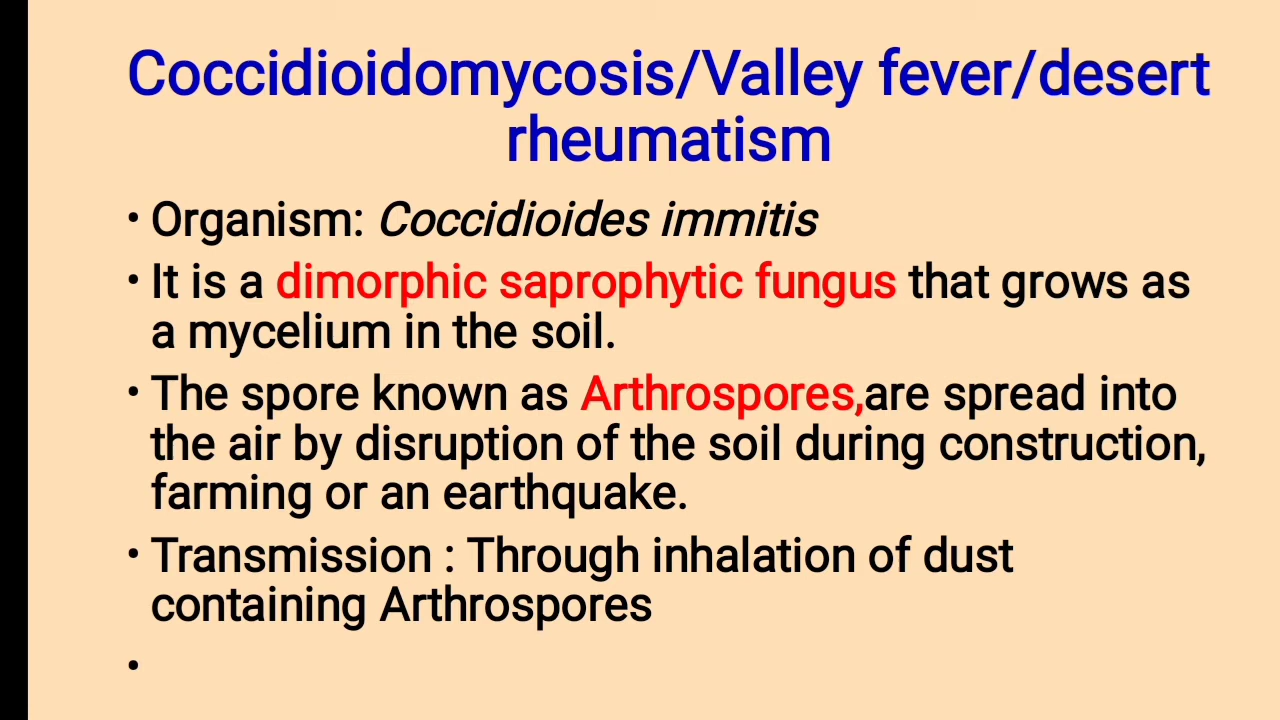 Coccidioidomycosis/Valley fever/desert
rheumatism
• Organism: Coccidioides immitis
• It is a dimorphic saprophytic fungus that grows as
a mycelium in the soil.
• The spore known as Arthrospores,are spread into
the air by disruption of the soil during construction,
farming or an earthquake.
• Transmission : Through inhalation of dust
containing Arthrospores
•